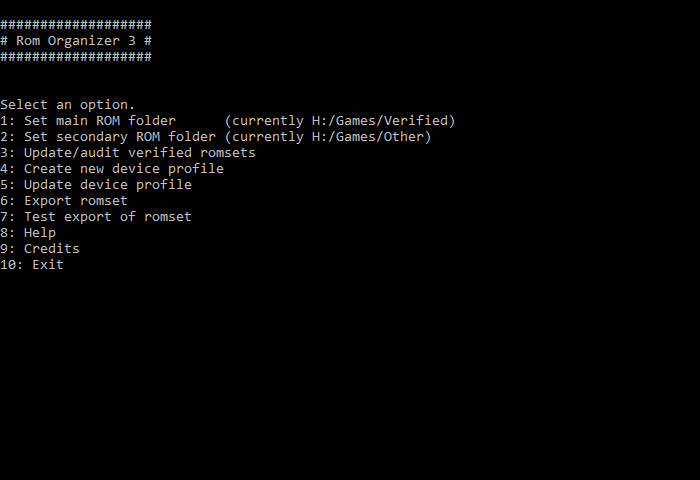 ###################
# Rom Organizer 3 #
###################
Select an option.
1: Set main ROM folder      (currently H:/Games/Verified)
2: Set secondary ROM folder (currently H:/Games/Other)
3: Update/audit verified romsets
4: Create new device profile
5: Update device profile
6: Export romset
7: Test export of romset
8: Help
9: Credits
10: Exit